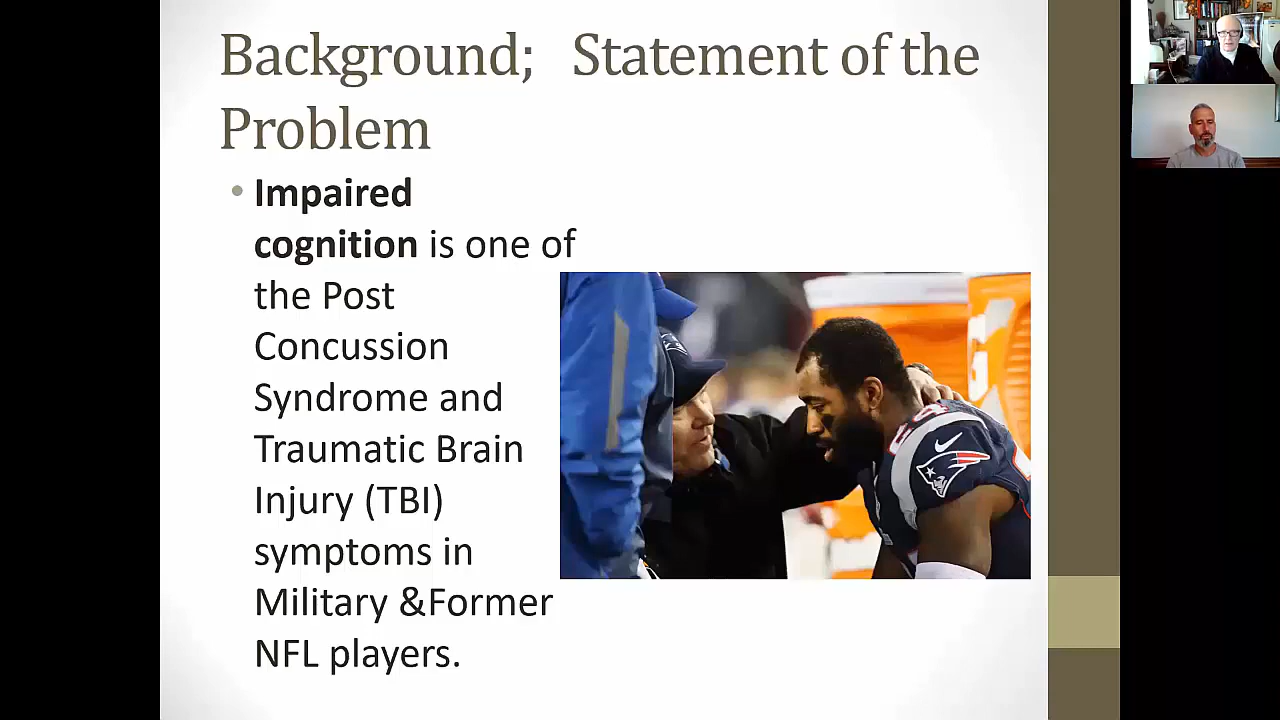 Background; Statement of the
Problem
• Impaired
cognition is one of
the Post
Concussion
Syndrome and
Traumatic Brain
Injury (TBI)
symptoms in
Military &Former
NFL players.